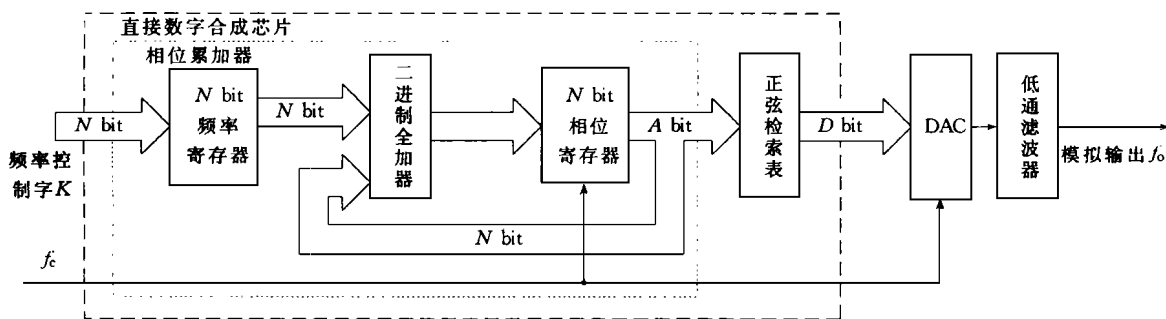 直接数字合成芯片
相位累加器
N bit
频率控
制字K
N bit
频率
寄存器
N bit
二进制全加器
N bit
相位
寄存器
A bit
N bit
正弦检索表
D bit
DAC
低通滤波器
模拟输出fo
fc